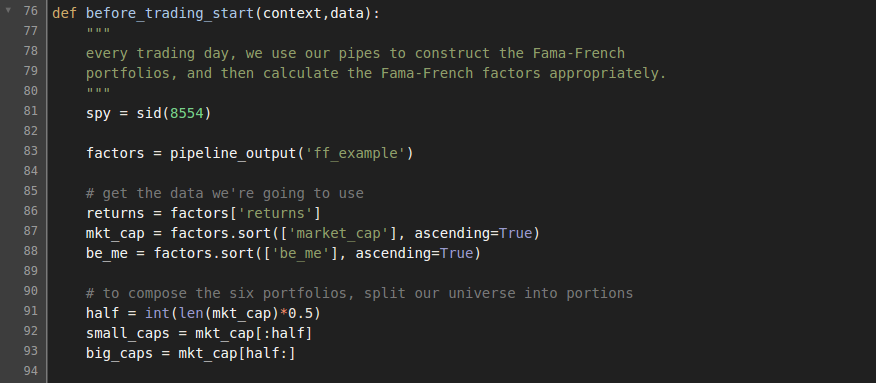 76 def before_trading_start(context,data):
77     """
78     every trading day, we use our pipes to construct the Fama-French
79     portfolios, and then calculate the Fama-French factors appropriately.
80     """
81     spy = sid(8554)
82
83     factors = pipeline_output('ff_example')
84
85     # get the data we're going to use
86     returns = factors['returns']
87     mkt_cap = factors.sort(['market_cap'], ascending=True)
88     be_me = factors.sort(['be_me'], ascending=True)
89
90     # to compose the six portfolios, split our universe into portions
91     half = int(len(mkt_cap)*0.5)
92     small_caps = mkt_cap[:half]
93     big_caps = mkt_cap[half:]
94